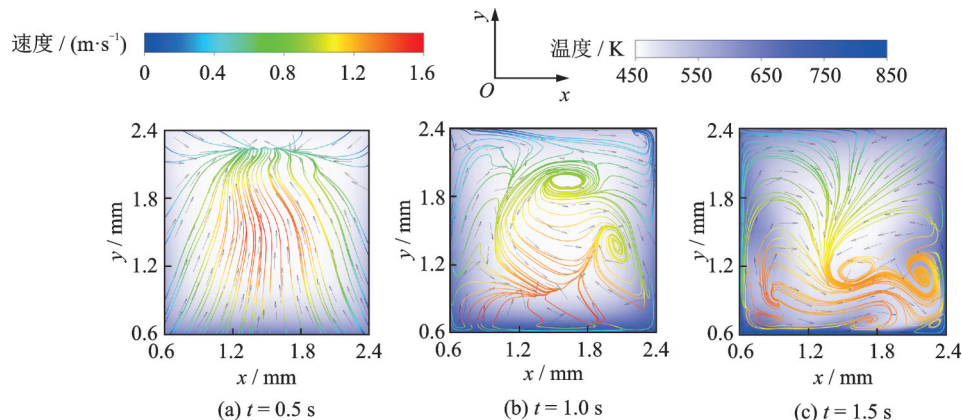 速度 / (m·s⁻¹)
0 0.4 0.8 1.2 1.6
y
O
x
温度 / K
450 550 650 750 850
2.4
1.8
1.2
0.6
y / mm
0.6 1.2 1.8 2.4
x / mm
(a) t = 0.5 s
2.4
1.8
1.2
0.6
y / mm
0.6 1.2 1.8 2.4
x / mm
(b) t = 1.0 s
2.4
1.8
1.2
0.6
y / mm
0.6 1.2 1.8 2.4
x / mm
(c) t = 1.5 s